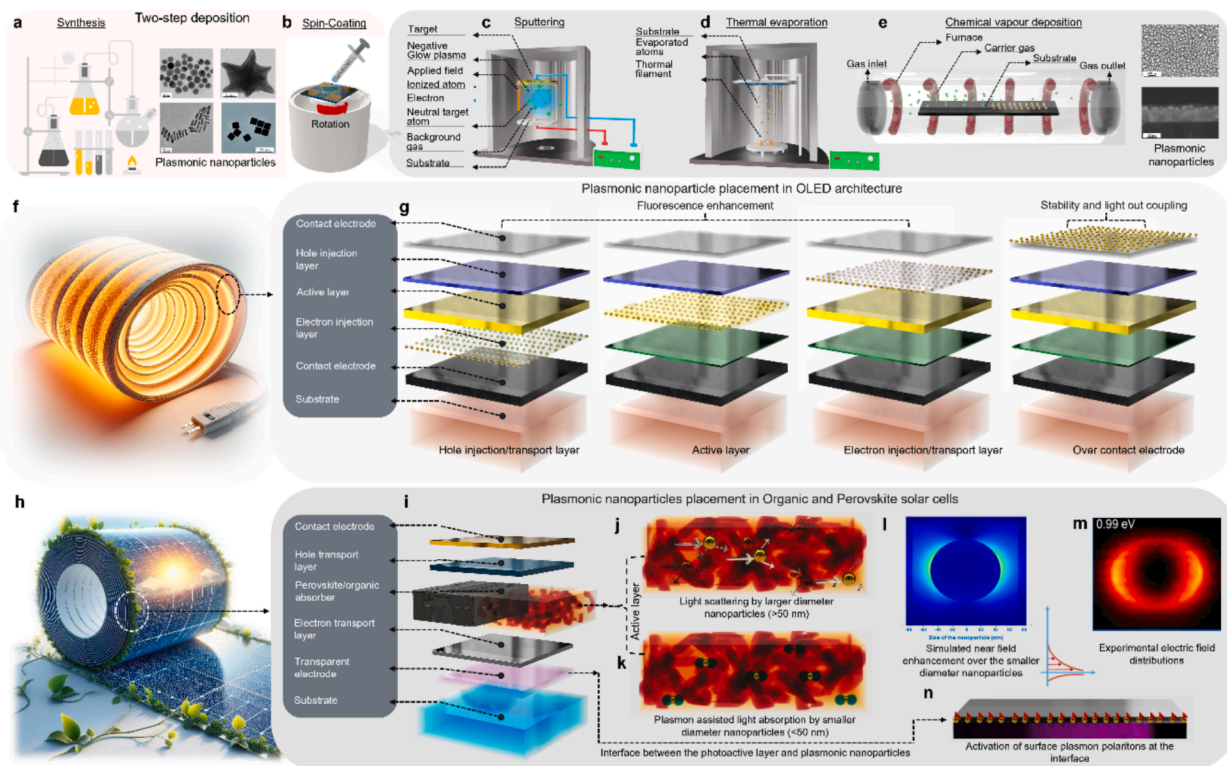 a
Synthesis
Two-step deposition
Plasmonic nanoparticles
b
Spin-Coating
Rotation
c
Sputtering
Target
Negative
Glow plasma
Applied field
Ionized atom
Electron
Neutral target
atom
Background
gas
Substrate
d
Thermal evaporation
Substrate
Evaporated
atoms
Thermal
filament
e
Chemical vapour deposition
Furnace
Carrier gas
Substrate
Gas inlet
Gas outlet
Plasmonic
nanoparticles
f
Plasmonic nanoparticle placement in OLED architecture
g
Fluorescence enhancement
Stability and light out coupling
Contact electrode
Hole injection
layer
Active layer
Electron injection
layer
Contact electrode
Substrate
Hole injection/transport layer
Active layer
Electron injection/transport layer
Over contact electrode
h
Plasmonic nanoparticles placement in Organic and Perovskite solar cells
i
Contact electrode
Hole transport
layer
Perovskite/organic
absorber
Electron transport
layer
Transparent
electrode
Substrate
Active layer
j
Light scattering by larger diameter
nanoparticles (>50 nm)
k
Plasmon assisted light absorption by smaller
diameter nanoparticles (<50 nm)
Interface between the photoactive layer and plasmonic nanoparticles
l
Size of the nanoparticle (nm)
Simulated near field
enhancement over the smaller
diameter nanoparticles
m
0.99 eV
Experimental electric field
distributions
n
Activation of surface plasmon polaritons at the
interface